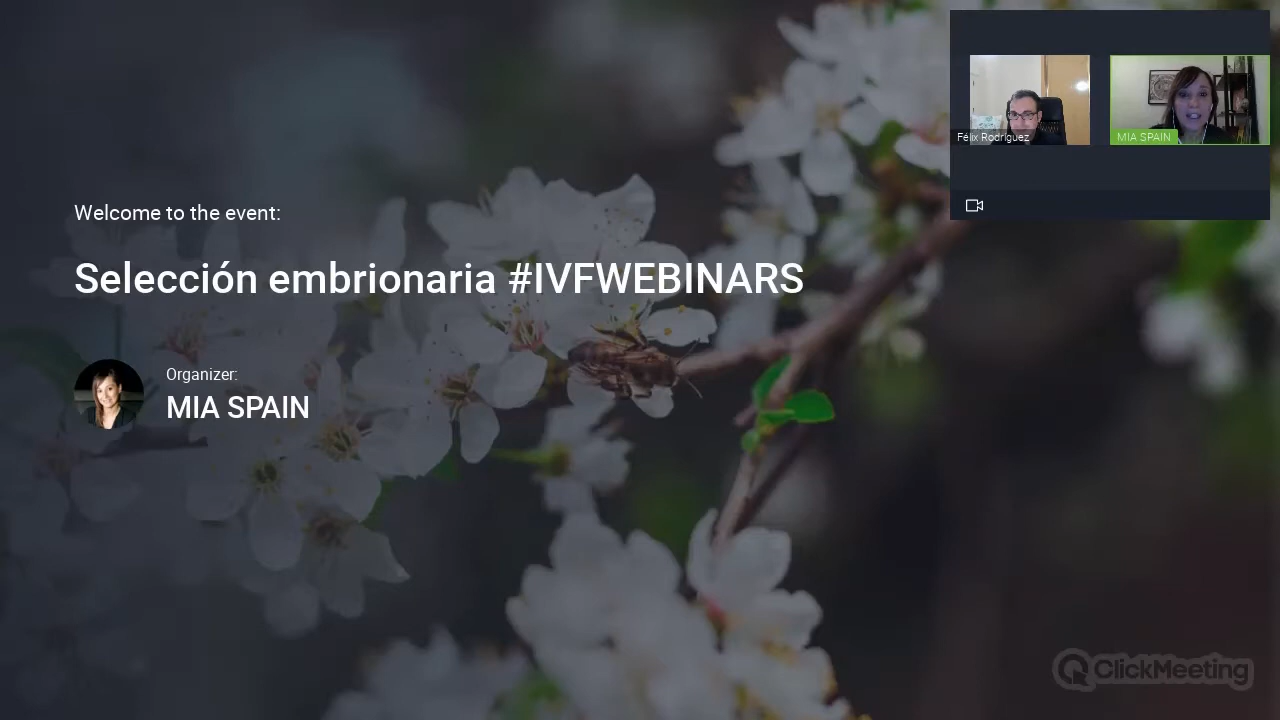 Félix Rodríguez
MIA SPAIN
Welcome to the event:
Selección embrionaria #IVFWEBINARS
Organizer:
MIA SPAIN
ClickMeeting